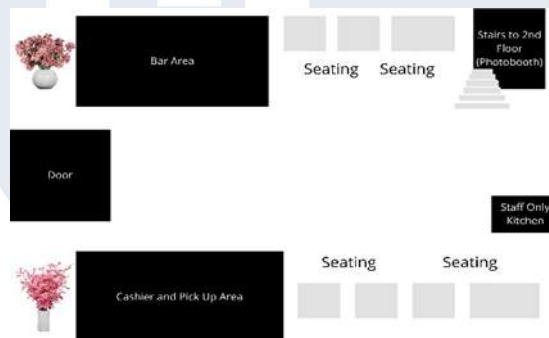 Bar Area
Seating
Seating
Stairs to 2nd
Floor
(Photobooth)
Door
Staff Only
Kitchen
Seating
Seating
Cashier and Pick Up Area